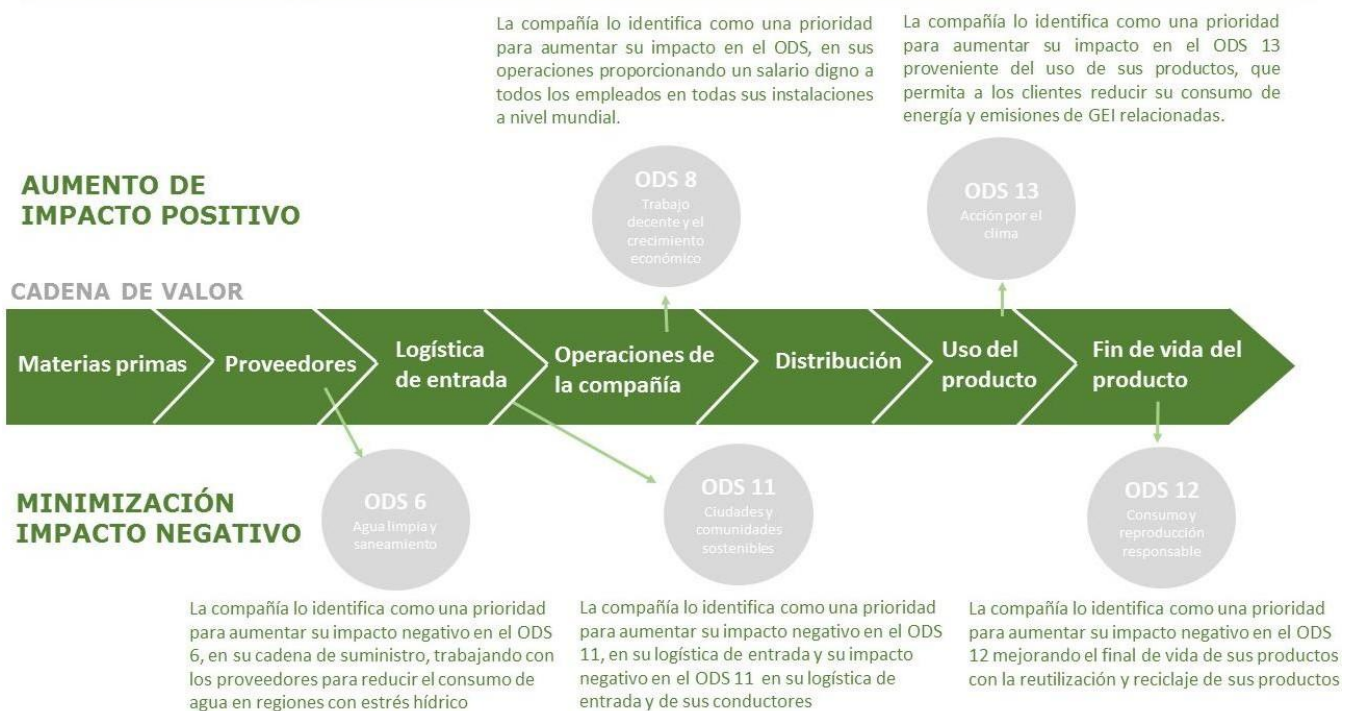 La compañía lo identifica como una prioridad
para aumentar su impacto en el ODS, en sus
operaciones proporcionando un salario digno a
todos los empleados en todas sus instalaciones
a nivel mundial.
La compañía lo identifica como una prioridad
para aumentar su impacto en el ODS 13
proveniente del uso de sus productos, que
permita a los clientes reducir su consumo de
energía y emisiones de GEI relacionadas.
AUMENTO DE
IMPACTO POSITIVO
ODS 8
Trabajo
decente y el
crecimiento
económico
ODS 13
Acción por el
clima
CADENA DE VALOR
Materias primas
Proveedores
Logística
de entrada
Operaciones de
la compañía
Distribución
Uso del
producto
Fin de vida del
producto
MINIMIZACIÓN
IMPACTO NEGATIVO
ODS 6
Agua limpia y
saneamiento
ODS 11
Ciudades y
comunidades
sostenibles
ODS 12
Consumo y
reproducción
responsable
La compañía lo identifica como una prioridad
para aumentar su impacto negativo en el ODS
6, en su cadena de suministro, trabajando con
los proveedores para reducir el consumo de
agua en regiones con estrés hídrico
La compañía lo identifica como una prioridad
para aumentar su impacto negativo en el ODS
11, en su logística de entrada y su impacto
negativo en el ODS 11 en su logística de
entrada y de sus conductores
La compañía lo identifica como una prioridad
para aumentar su impacto negativo en el ODS
12 mejorando el final de vida de sus productos
con la reutilización y reciclaje de sus productos